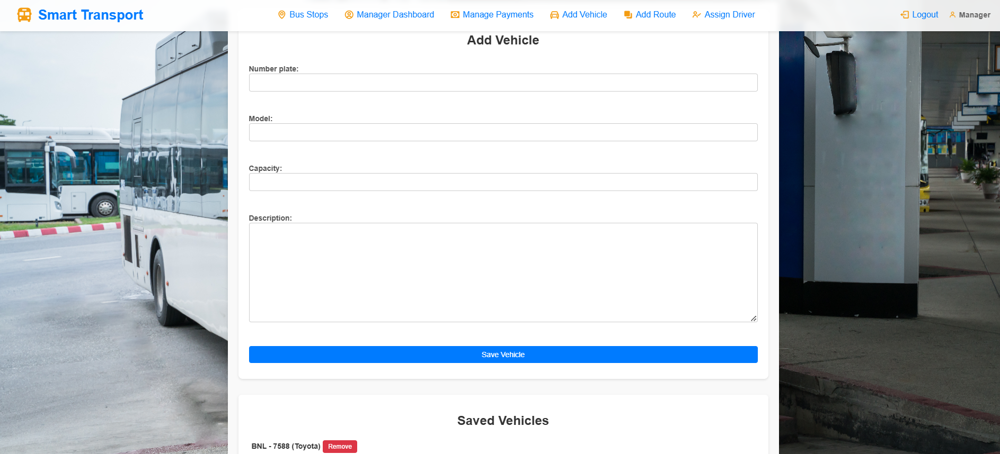 Smart Transport
Bus Stops
Manager Dashboard
Manage Payments
Add Vehicle
Add Route
Assign Driver
Logout
Manager
Add Vehicle
Number plate:
Model:
Capacity:
Description:
Save Vehicle
Saved Vehicles
BNL - 7588 (Toyota) Remove